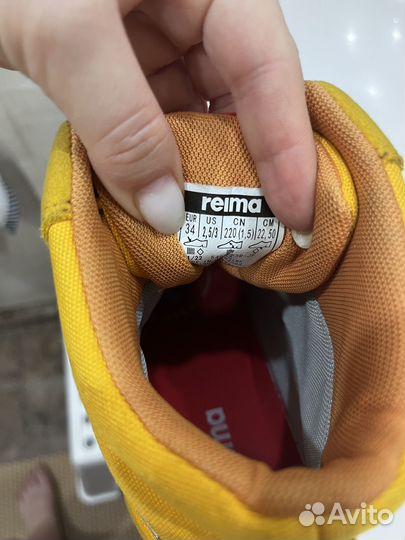 reima
EUR US CN CM
34 2,5/3 220 (1,5) 22,50
Avito